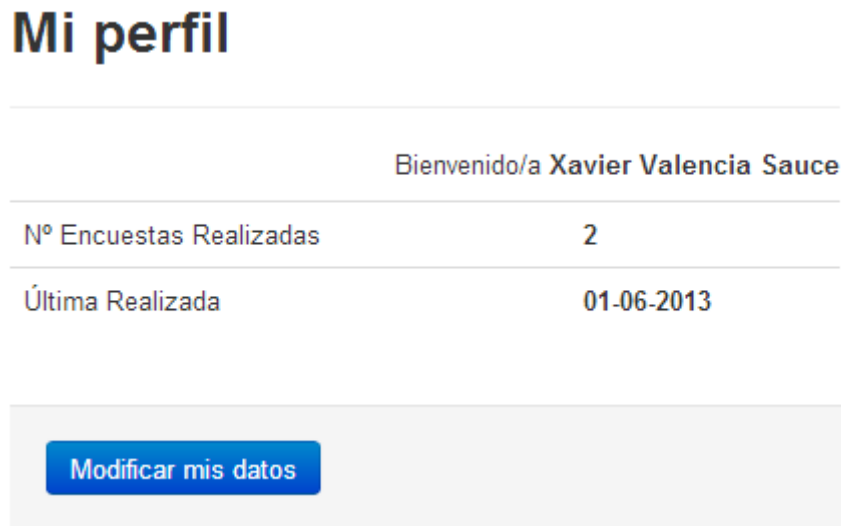 Mi perfil
Bienvenido/a Xavier Valencia Sauce
Nº Encuestas Realizadas 2
Última Realizada 01-06-2013
Modificar mis datos